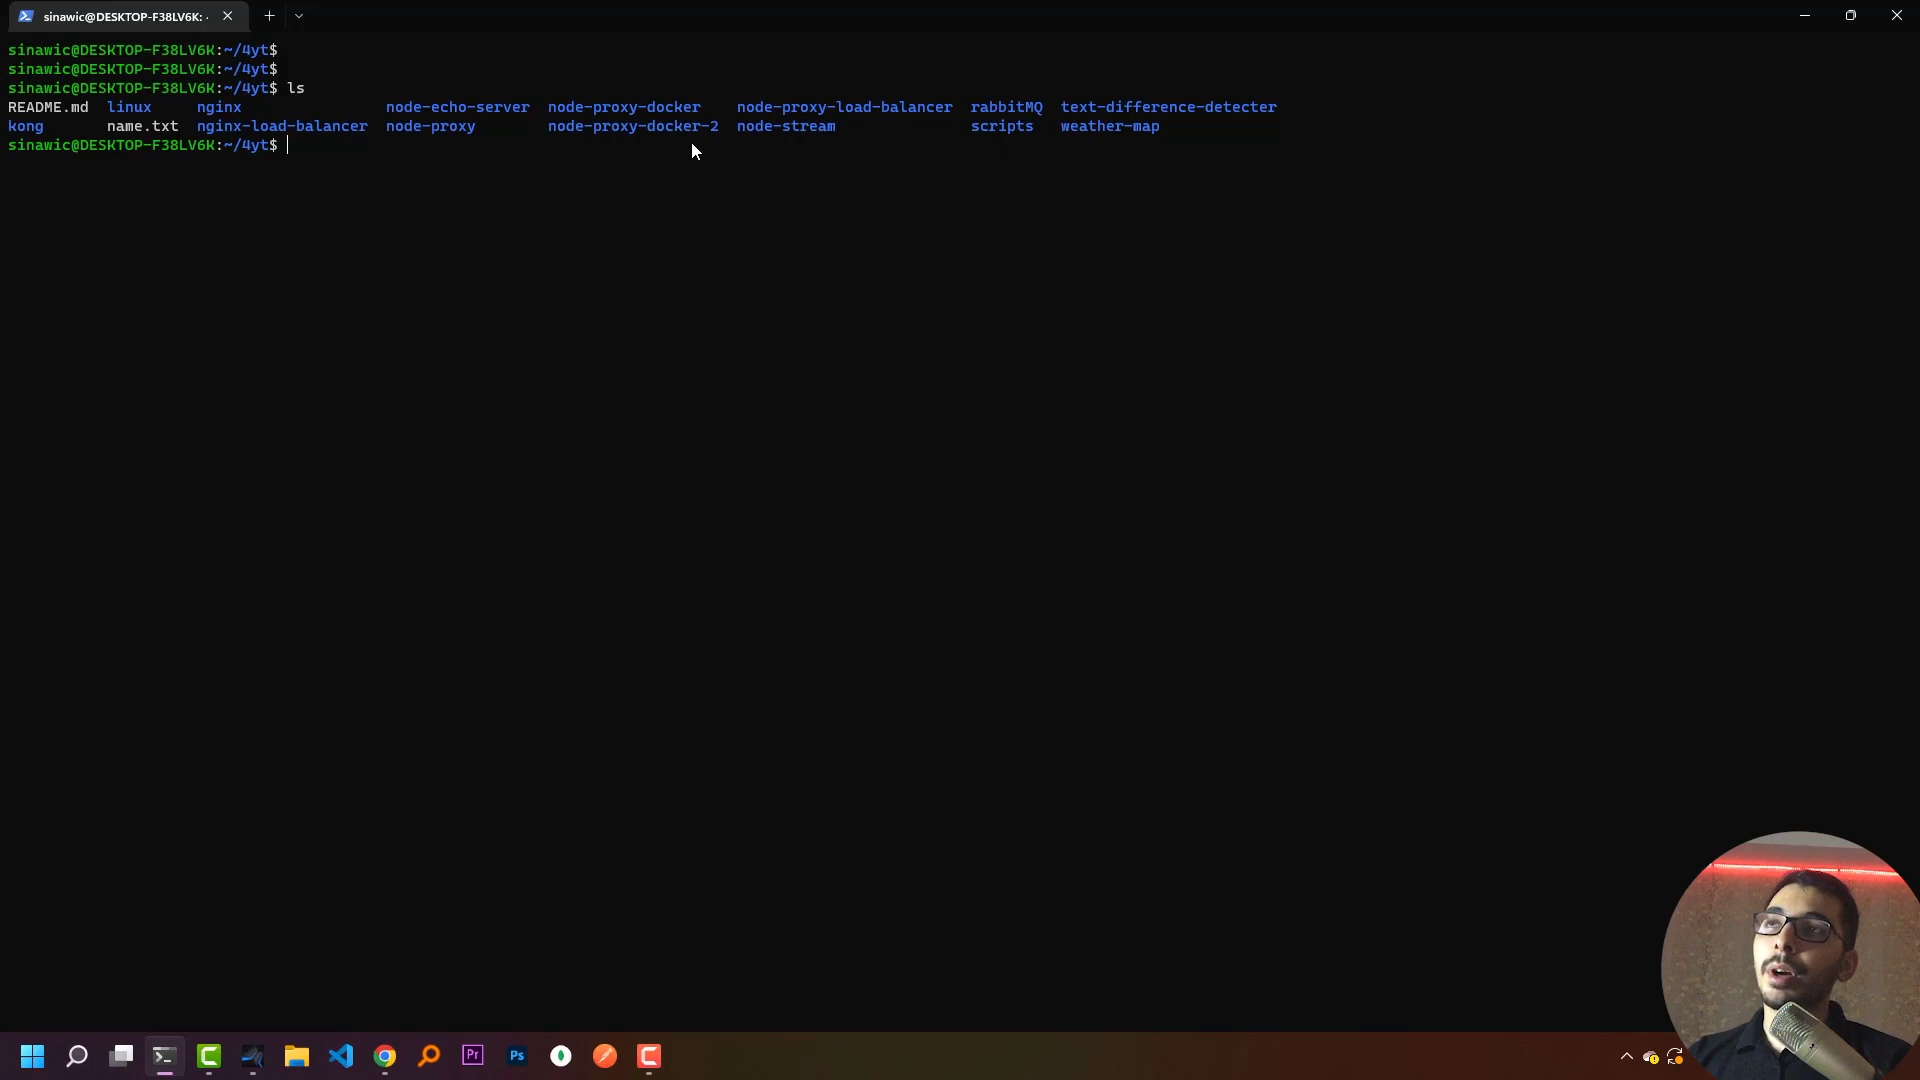 sinawic@DESKTOP-F38LV6K: ·
sinawic@DESKTOP-F38LV6K:~/4yt$
sinawic@DESKTOP-F38LV6K:~/4yt$
sinawic@DESKTOP-F38LV6K:~/4yt$ ls
README.md linux nginx node-echo-server node-proxy-docker node-proxy-load-balancer rabbitMQ text-difference-detecter
kong name.txt nginx-load-balancer node-proxy node-proxy-docker-2 node-stream scripts weather-map
sinawic@DESKTOP-F38LV6K:~/4yt$
Pr Ps